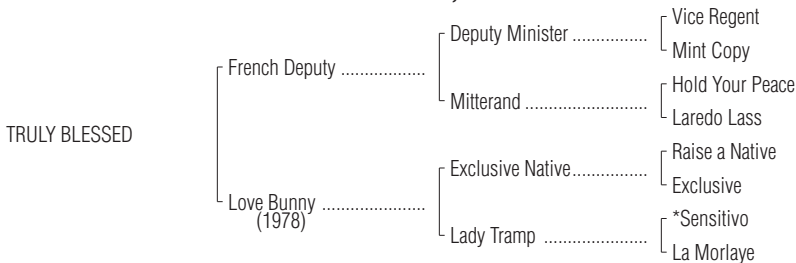 TRULY BLESSED
French Deputy ..................
Love Bunny ......................
(1978)
Deputy Minister ................
Mitterand ..........................
Exclusive Native................
Lady Tramp ......................
Vice Regent
Mint Copy
Hold Your Peace
Laredo Lass
Raise a Native
Exclusive
*Sensitivo
La Morlaye